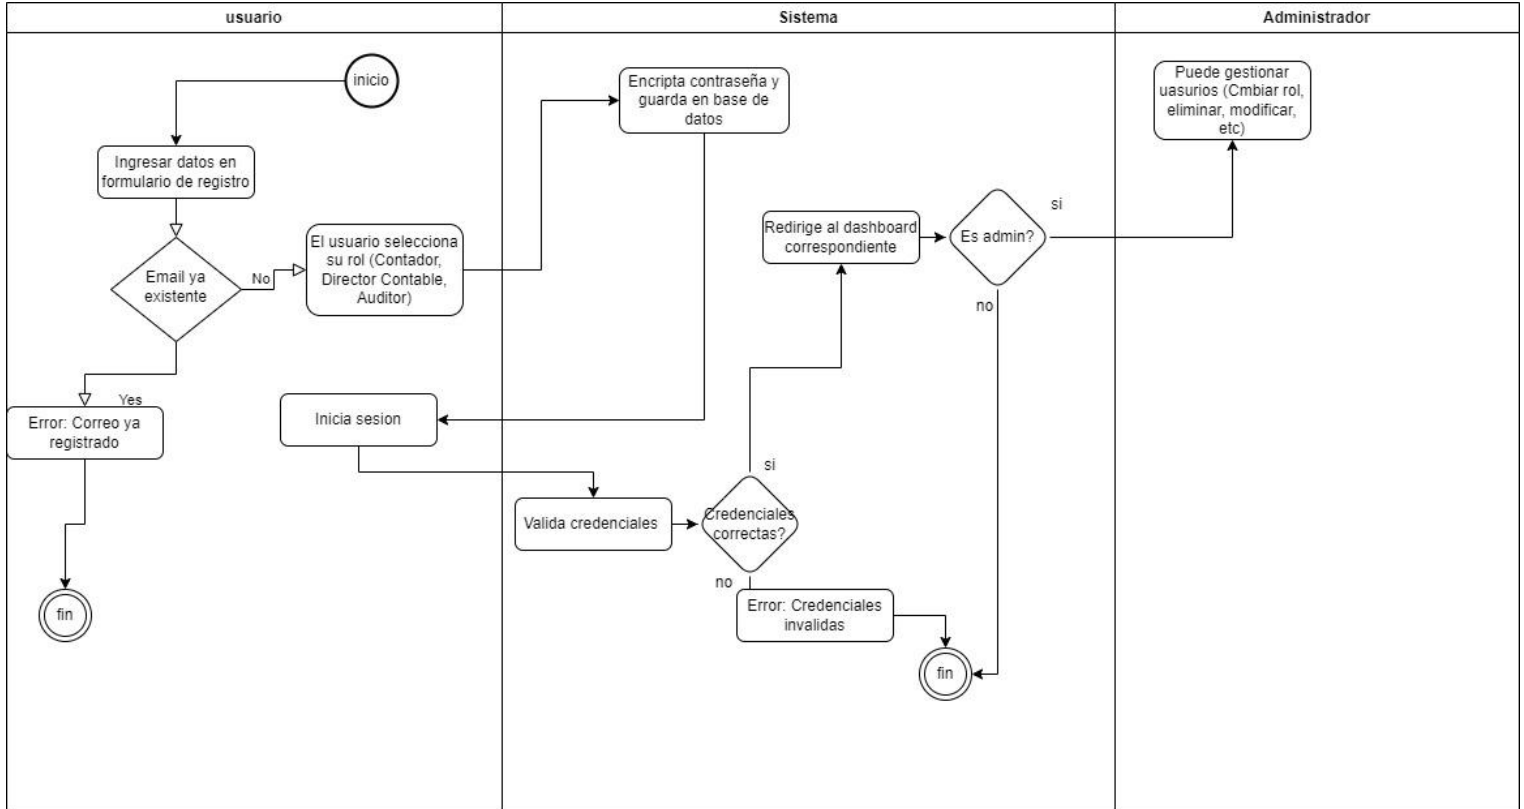 usuario
Sistema
Administrador
inicio
Ingresar datos en
formulario de registro
Email ya
existente
No
El usuario selecciona
su rol (Contador,
Director Contable,
Auditor)
Yes
Error: Correo ya
registrado
fin
Inicia sesion
Encripta contraseña y
guarda en base de
datos
Valida credenciales
Credenciales
correctas?
si
no
Error: Credenciales
invalidas
fin
Redirige al dashboard
correspondiente
Es admin?
si
no
Puede gestionar
uasurios (Cmbiar rol,
eliminar, modificar,
etc)